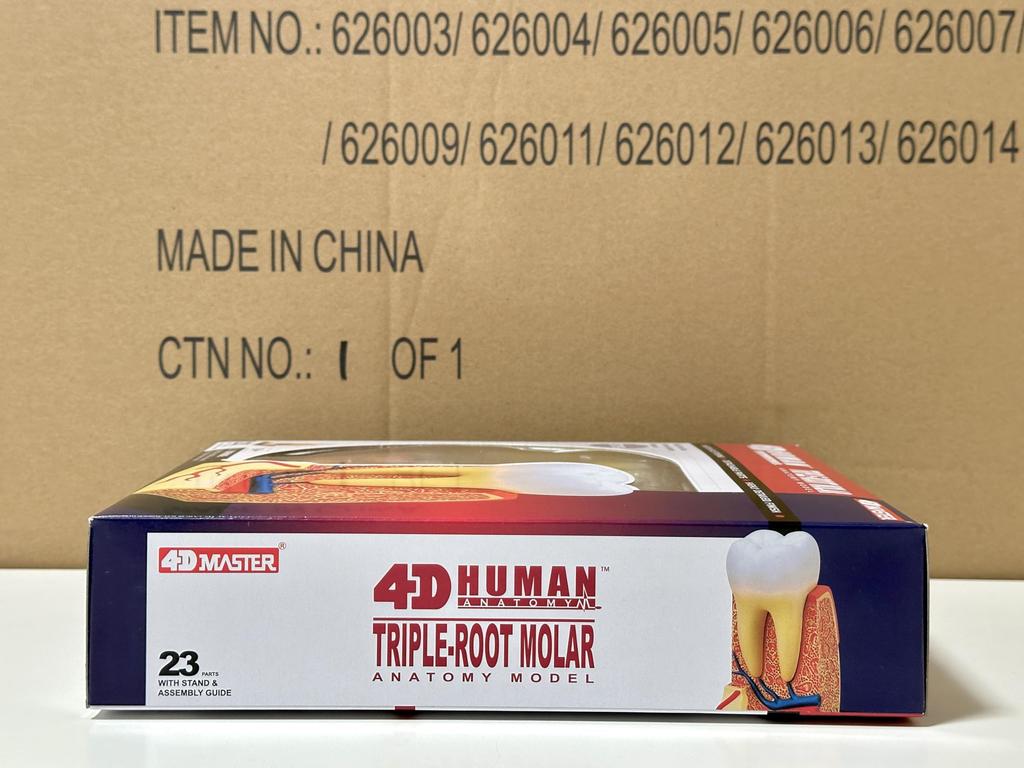 ITEM NO.: 626003/ 626004/ 626005/ 626006/ 626007/
/ 626009/ 626011/ 626012/ 626013/ 626014
MADE IN CHINA
CTN NO.: 1 OF 1
4D MASTER®
4D HUMAN™
ANATOMY
TRIPLE-ROOT MOLAR
ANATOMY MODEL
23 PARTS
WITH STAND &
ASSEMBLY GUIDE